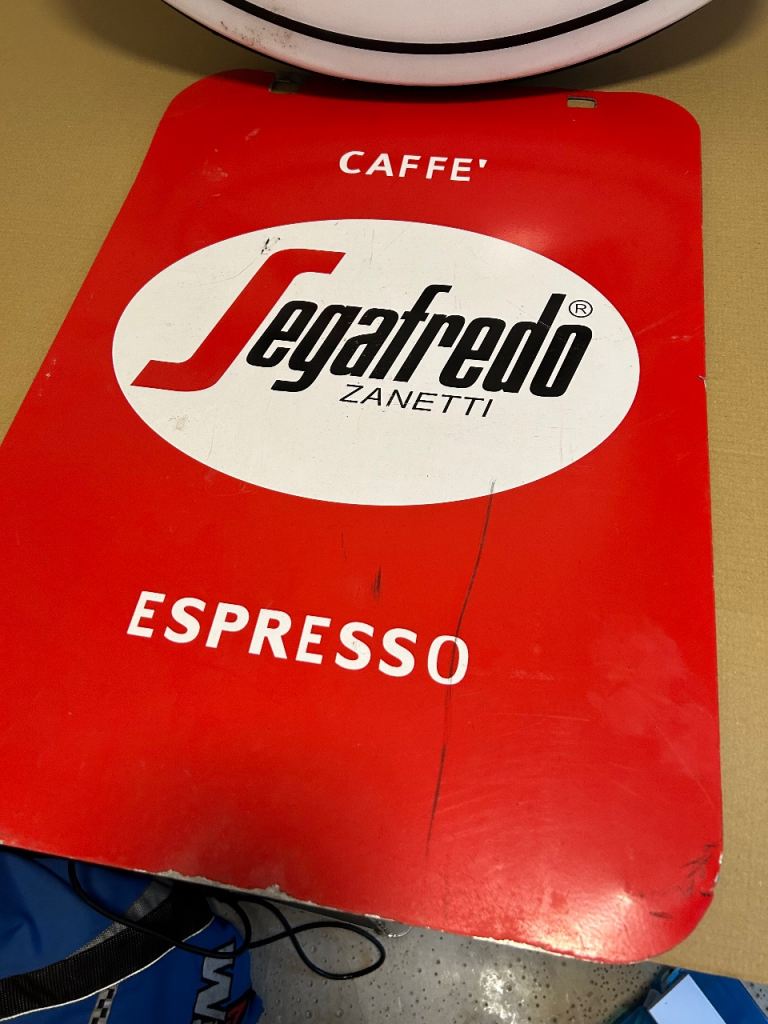 CAFFE'
Segafredo®
ZANETTI
ESPRESSO